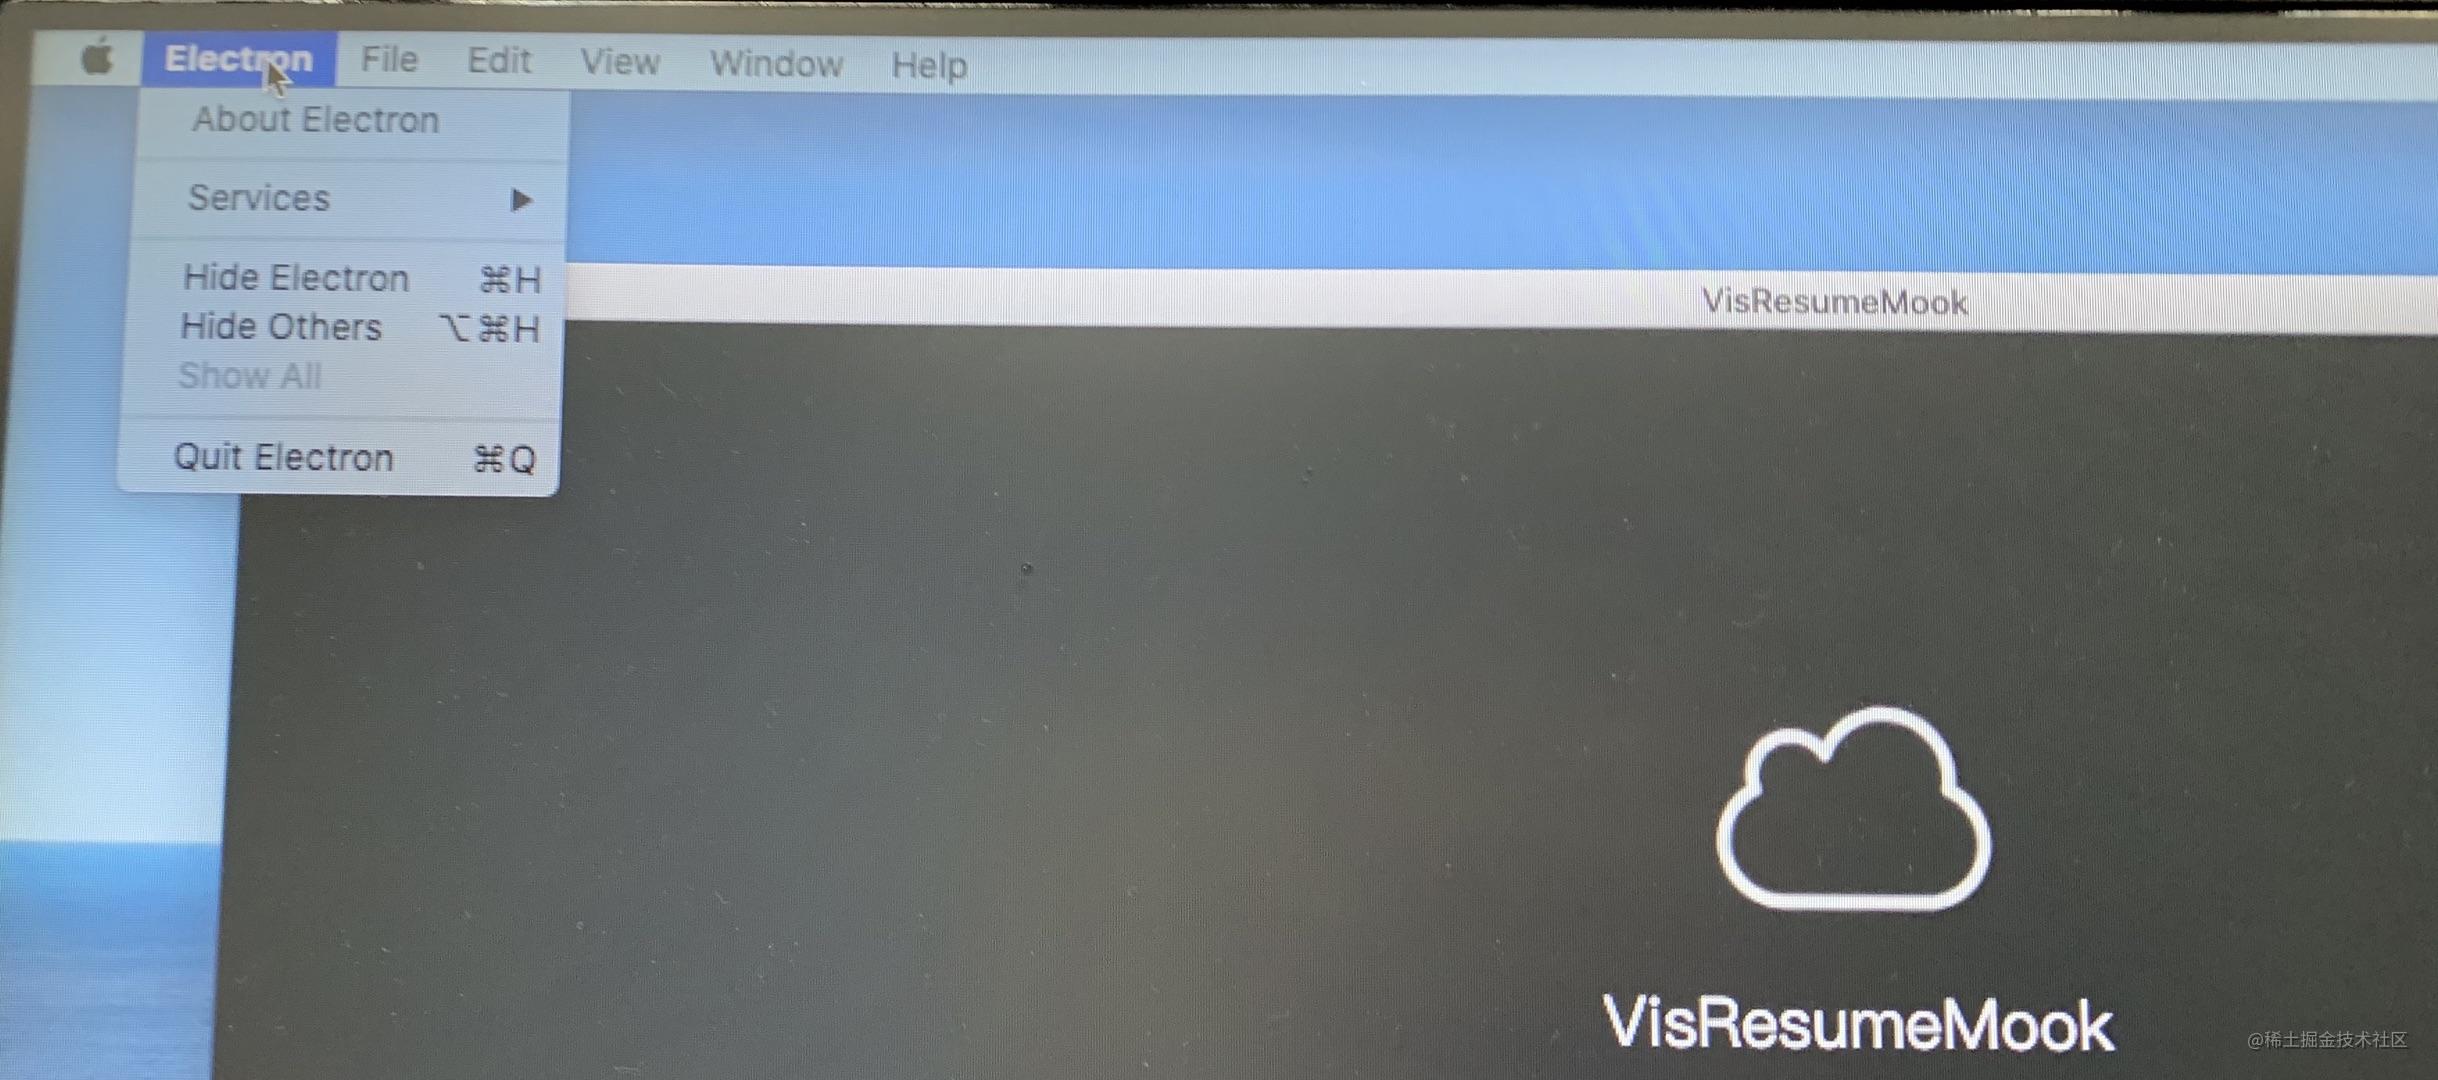 Electron File Edit View Window Help
About Electron
Services ▶
Hide Electron ⌘H
Hide Others ⌥⌘H
Show All
Quit Electron ⌘Q
VisResumeMook
VisResumeMook
@稀土掘金技术社区